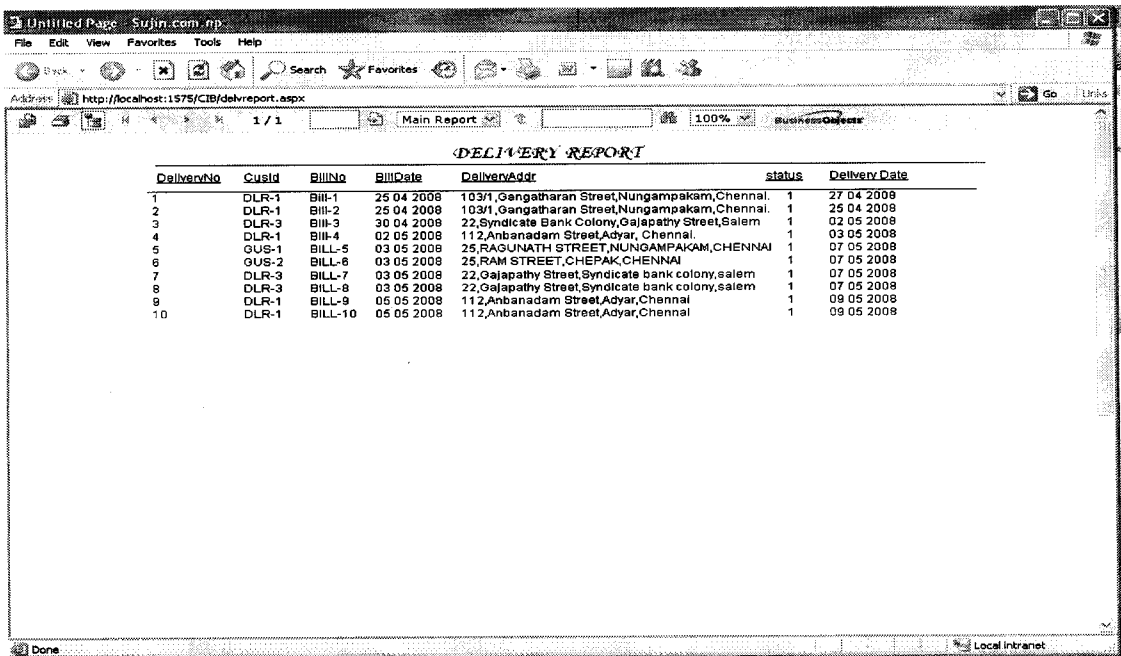 Untitled Page - Sujin.com.np
File Edit View Favorites Tools Help
Back Search Favorites
Address http://localhost:1575/CIB/delvreport.aspx Go Links
1 / 1 Main Report 100% BusinessObjects
DELIVERY REPORT
DeliveryNo CusId BillNo BillDate DeliveryAddr status Delivery Date
1 DLR-1 Bill-1 25 04 2008 103/1,Gangatharan Street,Nungampakam,Chennai. 1 27 04 2008
2 DLR-1 Bill-2 25 04 2008 103/1,Gangatharan Street,Nungampakam,Chennai. 1 25 04 2008
3 DLR-3 Bill-3 30 04 2008 22,Syndicate Bank Colony,Gajapathy Street,Salem 1 02 05 2008
4 DLR-1 Bill-4 02 05 2008 112,Anbanadam Street,Adyar, Chennai. 1 03 05 2008
5 GUS-1 BILL-5 03 05 2008 25,RAGUNATH STREET,NUNGAMPAKAM,CHENNAI 1 07 05 2008
6 GUS-2 BILL-6 03 05 2008 25,RAM STREET,CHEPAK,CHENNAI 1 07 05 2008
7 DLR-3 BILL-7 03 05 2008 22,Gajapathy Street,Syndicate bank colony,salem 1 07 05 2008
8 DLR-3 BILL-8 03 05 2008 22,Gajapathy Street,Syndicate bank colony,salem 1 07 05 2008
9 DLR-1 BILL-9 05 05 2008 112,Anbanadam Street,Adyar,Chennai 1 09 05 2008
10 DLR-1 BILL-10 05 05 2008 112,Anbanadam Street,Adyar,Chennai 1 09 05 2008
Done Local intranet